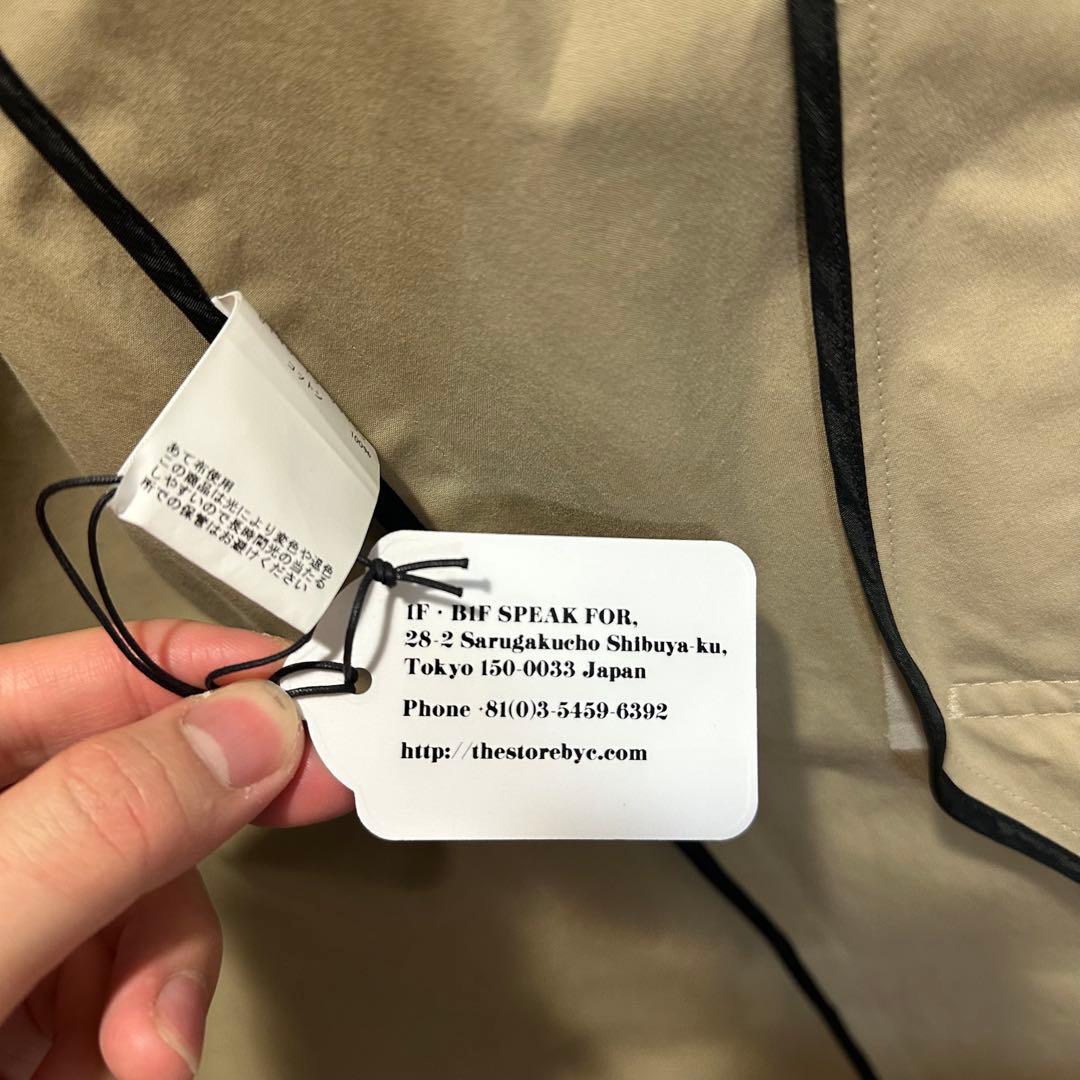 コットン
100%
あて布使用
この商品は光により変色や退色
しやすいので長時間光の当たる
所での保管はお避けください
1F・B1F SPEAK FOR,
28-2 Sarugakucho Shibuya-ku,
Tokyo 150-0033 Japan
Phone +81(0)3-5459-6392
http://thestorebyc.com